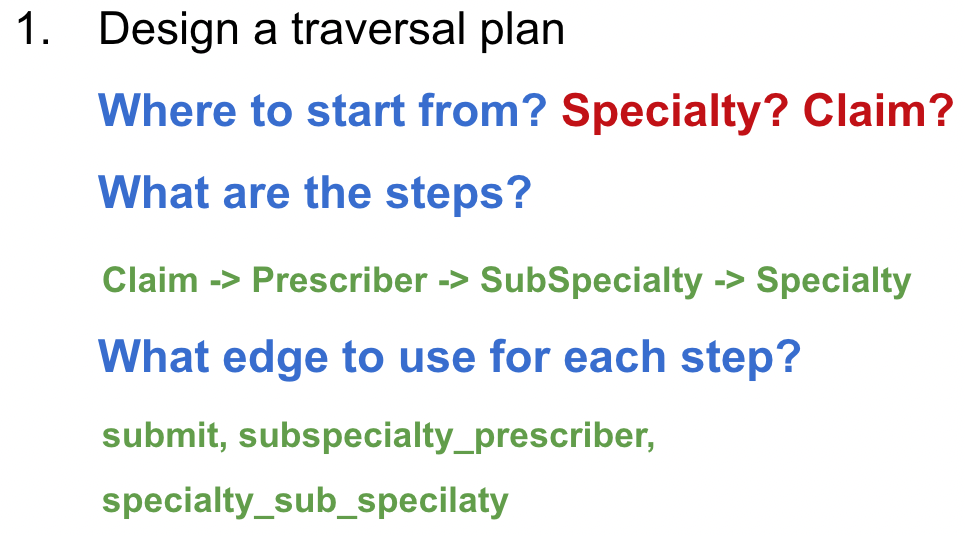 1. Design a traversal plan
Where to start from? Specialty? Claim?
What are the steps?
Claim -> Prescriber -> SubSpecialty -> Specialty
What edge to use for each step?
submit, subspecialty_prescriber,
specialty_sub_specilaty